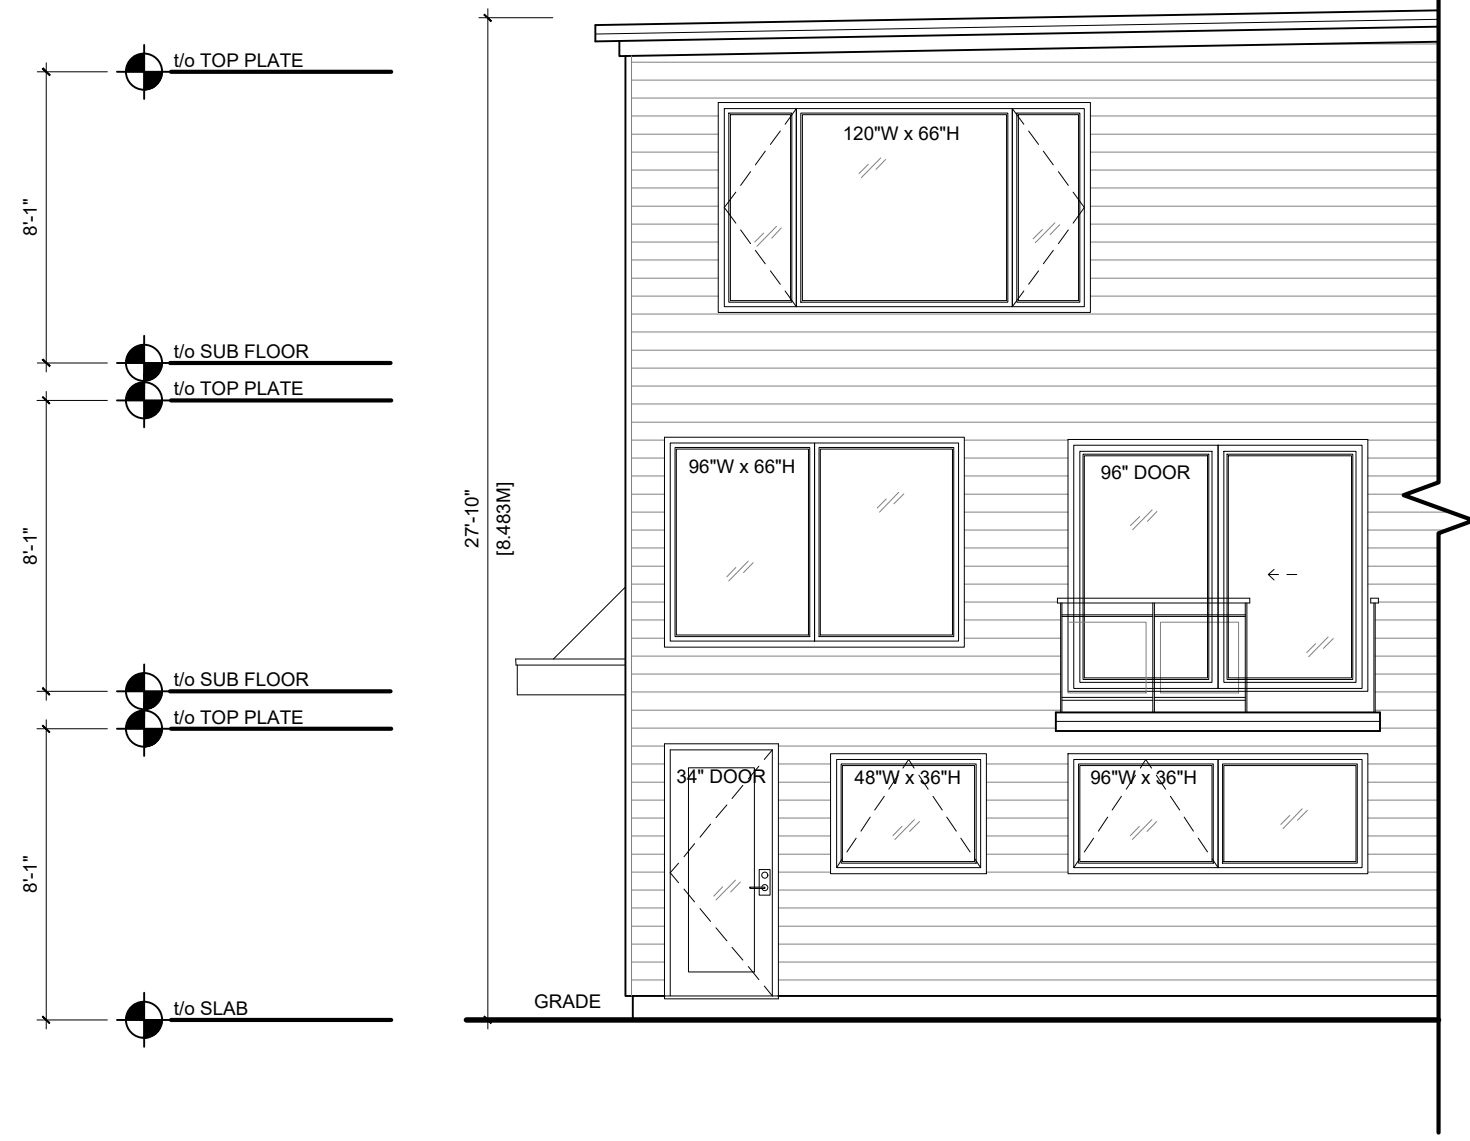 t/o TOP PLATE
8'-1"
t/o SUB FLOOR
t/o TOP PLATE
8'-1"
t/o SUB FLOOR
t/o TOP PLATE
8'-1"
t/o SLAB
27'-10"
[8.483M]
GRADE
120"W x 66"H
96"W x 66"H
96" DOOR
34" DOOR
48"W x 36"H
96"W x 36"H